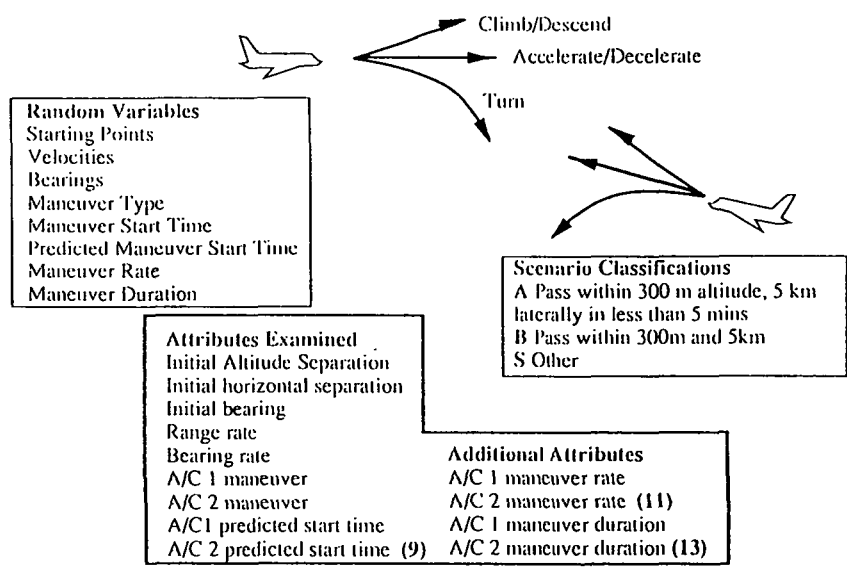 Climb/Descend
Accelerate/Decelerate
Turn
Random Variables
Starting Points
Velocities
Bearings
Maneuver Type
Maneuver Start Time
Predicted Maneuver Start Time
Maneuver Rate
Maneuver Duration
Scenario Classifications
A Pass within 300 m altitude, 5 km
laterally in less than 5 mins
B Pass within 300m and 5km
S Other
Attributes Examined
Initial Altitude Separation
Initial horizontal separation
Initial bearing
Range rate
Bearing rate
A/C 1 maneuver
A/C 2 maneuver
A/C1 predicted start time
A/C 2 predicted start time (9)
Additional Attributes
A/C 1 maneuver rate
A/C 2 maneuver rate (11)
A/C 1 maneuver duration
A/C 2 maneuver duration (13)